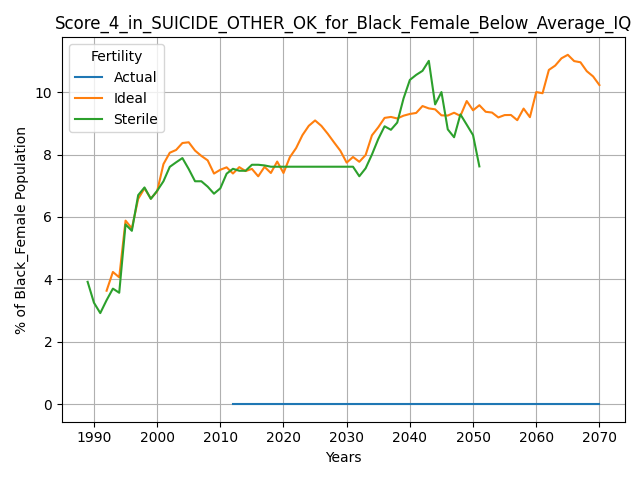 Score_4_in_SUICIDE_OTHER_OK_for_Black_Female_Below_Average_IQ
Fertility
Actual
Ideal
Sterile
% of Black_Female Population
10
8
6
4
2
0
1990 2000 2010 2020 2030 2040 2050 2060 2070
Years